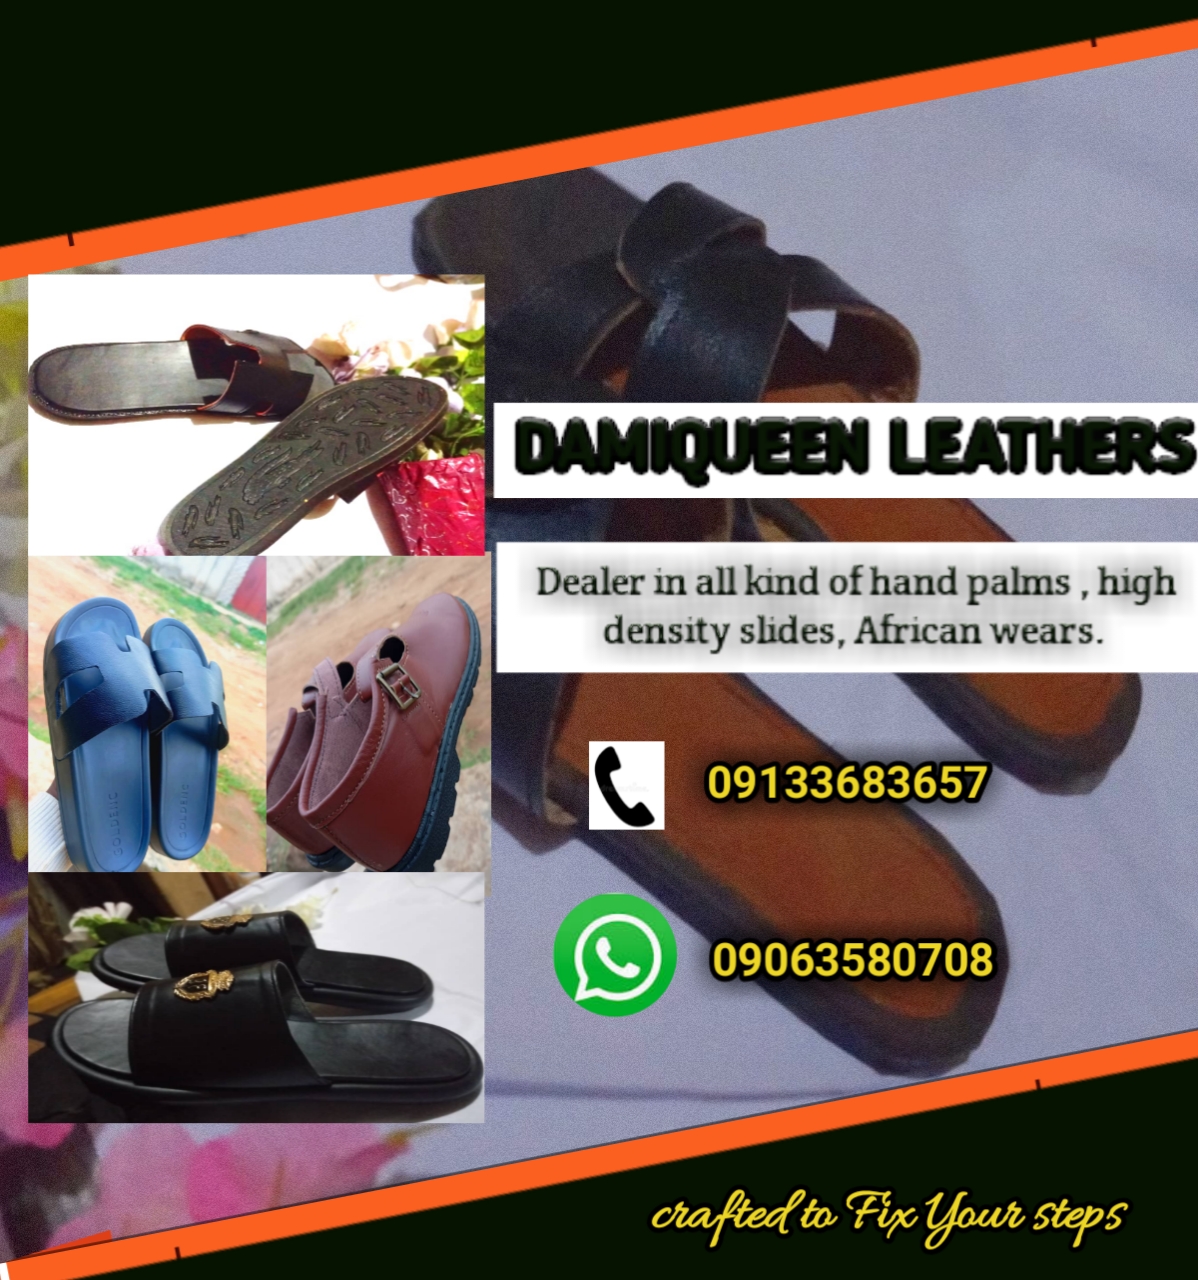 DAMIQUEEN LEATHERS
Dealer in all kind of hand palms , high
density slides, African wears.
09133683657
09063580708
crafted to Fix Your steps